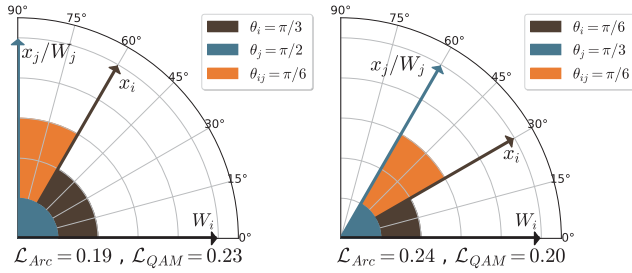 90°
75°
60°
45°
30°
15°
0°
x_j/W_j
x_i
W_i
θ_i = π/3
θ_j = π/2
θ_ij = π/6
L_Arc = 0.19 , L_QAM = 0.23
90°
75°
60°
45°
30°
15°
0°
x_j/W_j
x_i
W_i
θ_i = π/6
θ_j = π/3
θ_ij = π/6
L_Arc = 0.24 , L_QAM = 0.20